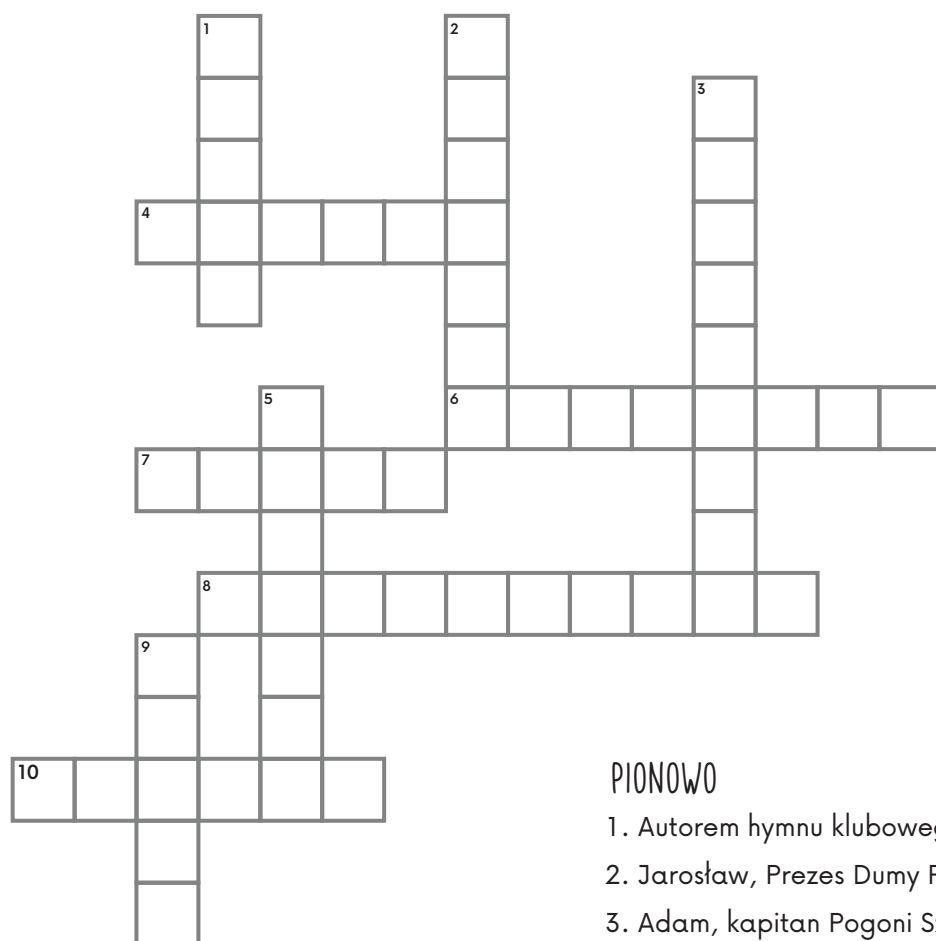 1
2
3
4
5
6
7
8
9
10
PIONOWO
1. Autorem hymnu klubowe
2. Jarosław, Prezes Dumy
3. Adam, kapitan Pogoni